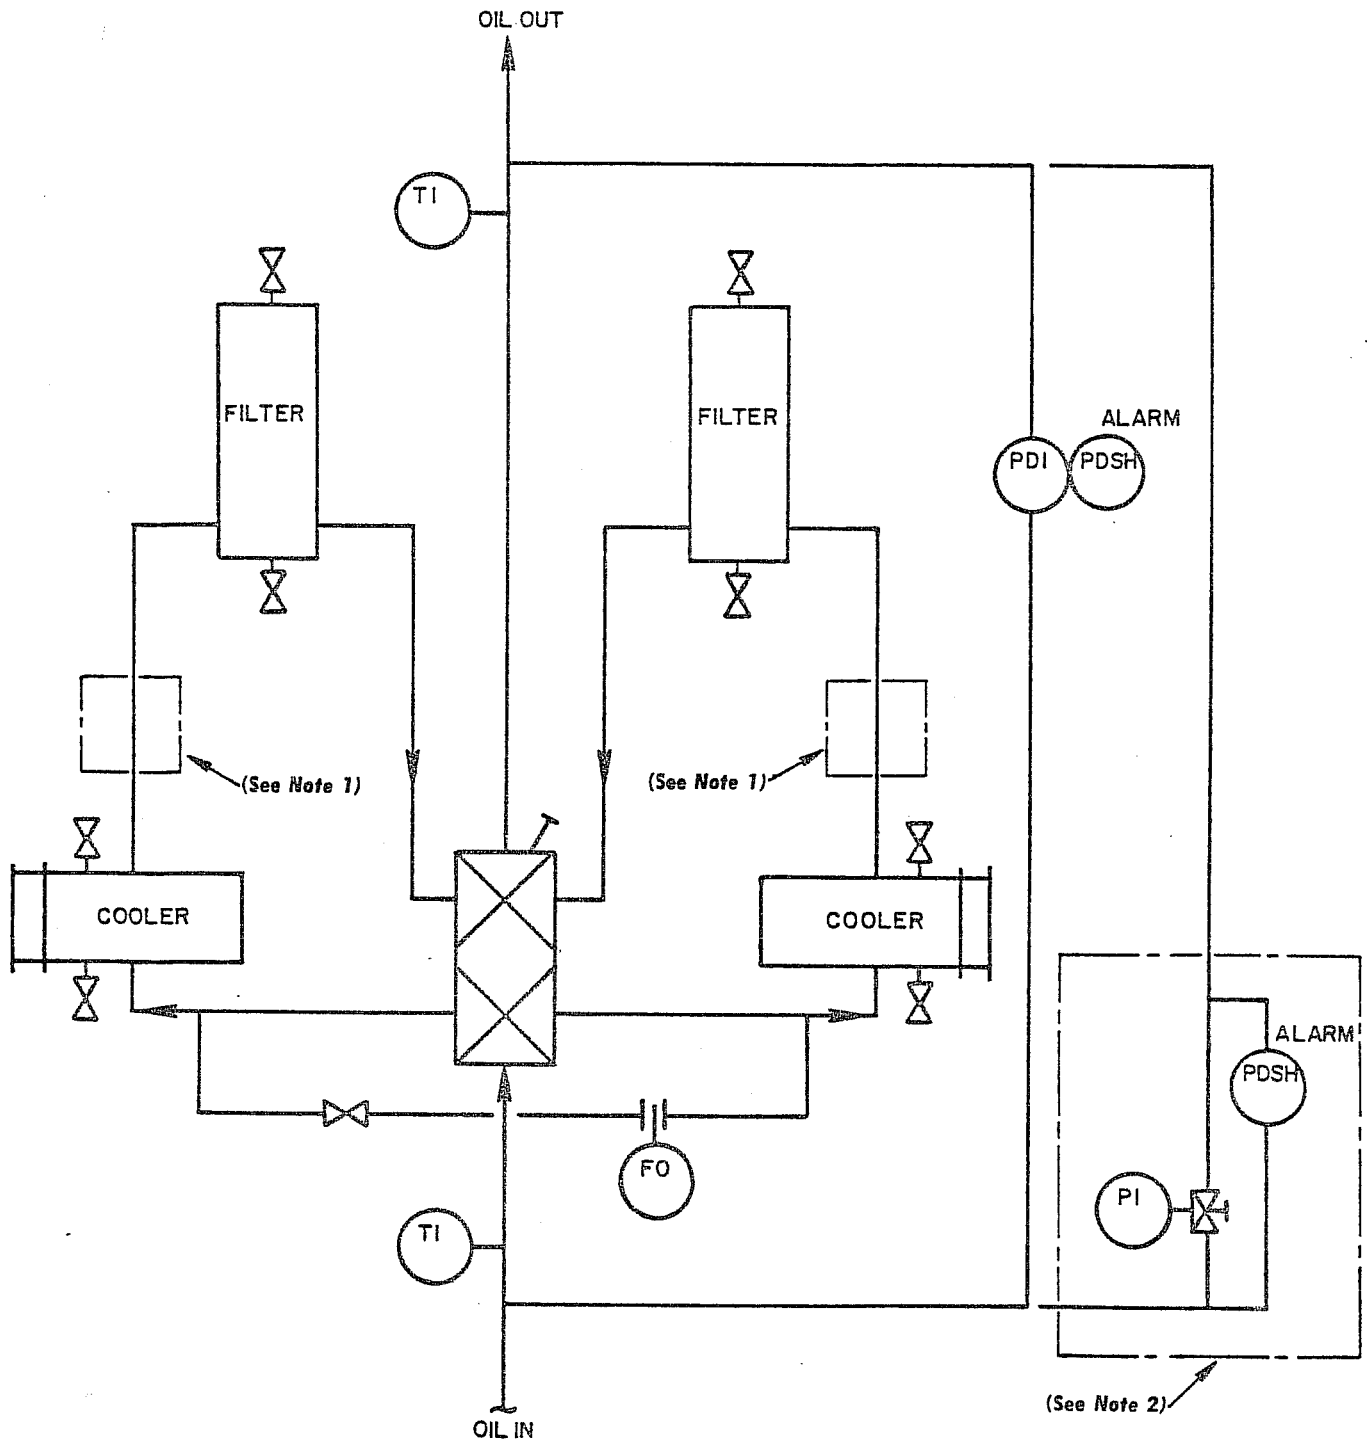 OIL OUT
TI
FILTER
FILTER
ALARM
PDI
PDSH
(See Note 1)
(See Note 1)
COOLER
COOLER
ALARM
PDSH
FO
PI
TI
(See Note 2)
OIL IN